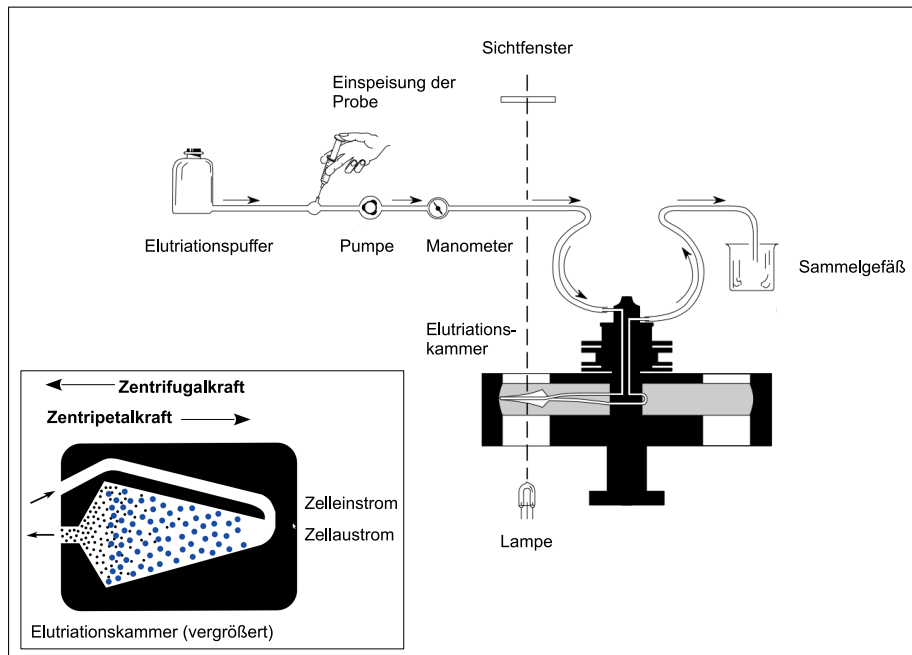 Sichtfenster
Einspeisung der
Probe
Elutriationspuffer
Pumpe
Manometer
Sammelgefäß
Elutriations-
kammer
Zentrifugalkraft
Zentripetalkraft
Zelleinstrom
Zellaustrom
Lampe
Elutriationskammer (vergrößert)